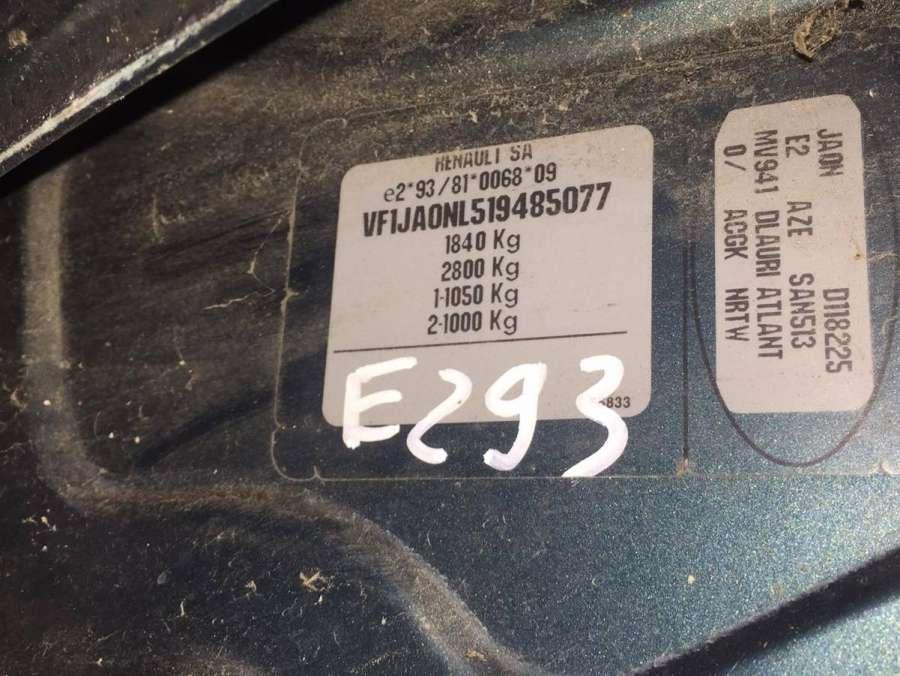 RENAULT SA
e2*93/81*0068*09
VF1JA0NL519485077
1840 Kg
2800 Kg
1-1050 Kg
2-1000 Kg
E293
JA0N D118225
E2 AZE SAN513
MV941 DLAURI ATLANT
0/ ACGK NRTW